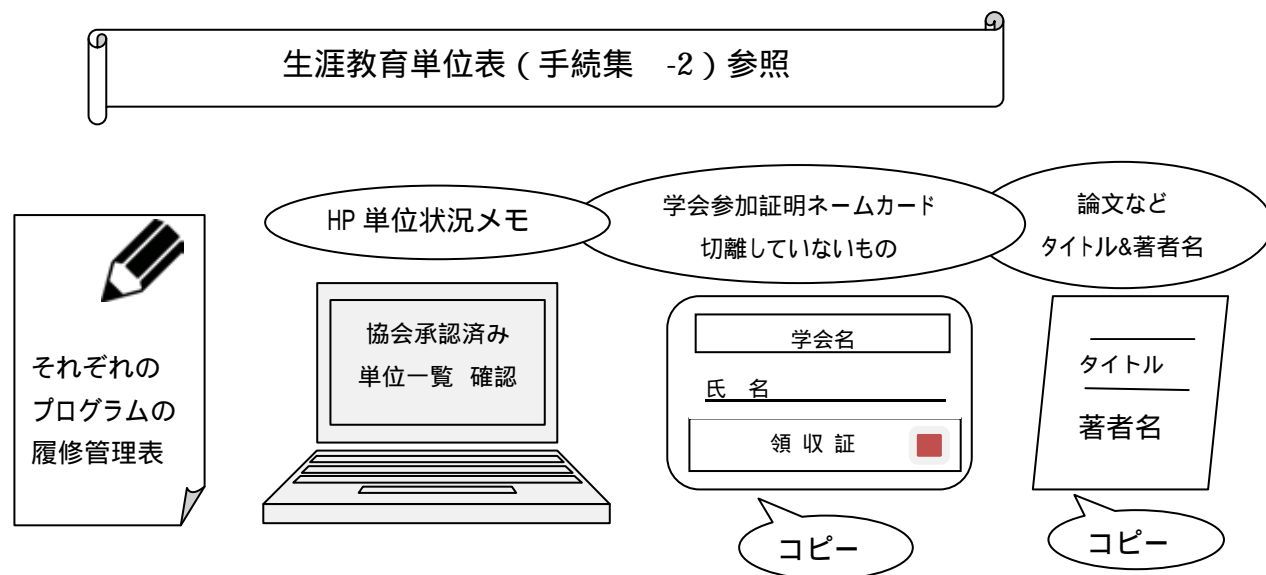 生涯教育単位表（手続集　-2）参照
HP 単位状況メモ
学会参加証明ネームカード
切離していないもの
論文など
タイトル&著者名
それぞれの
プログラムの
履修管理表
協会承認済み
単位一覧 確認
学会名
氏 名
領 収 証
タイトル
著者名
コピー
コピー